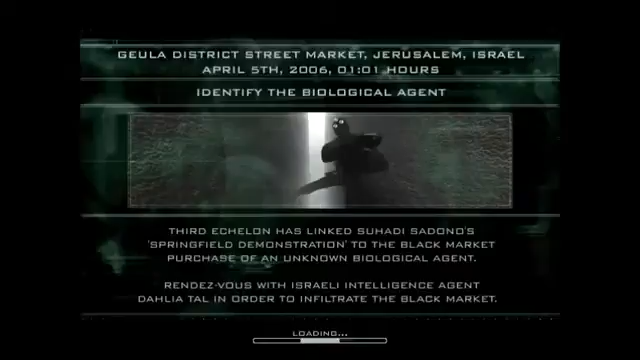 GEULA DISTRICT STREET MARKET, JERUSALEM, ISRAEL
APRIL 5TH, 2006, 01:01 HOURS
IDENTIFY THE BIOLOGICAL AGENT
THIRD ECHELON HAS LINKED SUHADI SADONO'S
'SPRINGFIELD DEMONSTRATION' TO THE BLACK MARKET
PURCHASE OF AN UNKNOWN BIOLOGICAL AGENT.
RENDEZ-VOUS WITH ISRAELI INTELLIGENCE AGENT
DAHLIA TAL IN ORDER TO INFILTRATE THE BLACK MARKET.
LOADING...